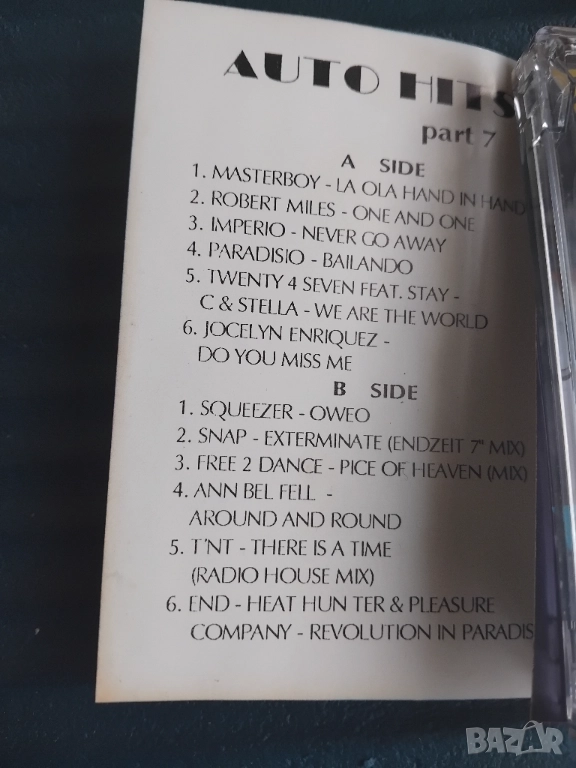 AUTO HITS
part 7
A SIDE
1. MASTERBOY - LA OLA HAND IN HAND
2. ROBERT MILES - ONE AND ONE
3. IMPERIO - NEVER GO AWAY
4. PARADISIO - BAILANDO
5. TWENTY 4 SEVEN FEAT. STAY -
C & STELLA - WE ARE THE WORLD
6. JOCELYN ENRIQUEZ -
DO YOU MISS ME
B SIDE
1. SQUEEZER - OWEO
2. SNAP - EXTERMINATE (ENDZEIT 7" MIX)
3. FREE 2 DANCE - PICE OF HEAVEN (MIX)
4. ANN BEL FELL -
AROUND AND ROUND
5. T'NT - THERE IS A TIME
(RADIO HOUSE MIX)
6. END - HEAT HUN TER & PLEASURE
COMPANY - REVOLUTION IN PARADIS
BAZAR